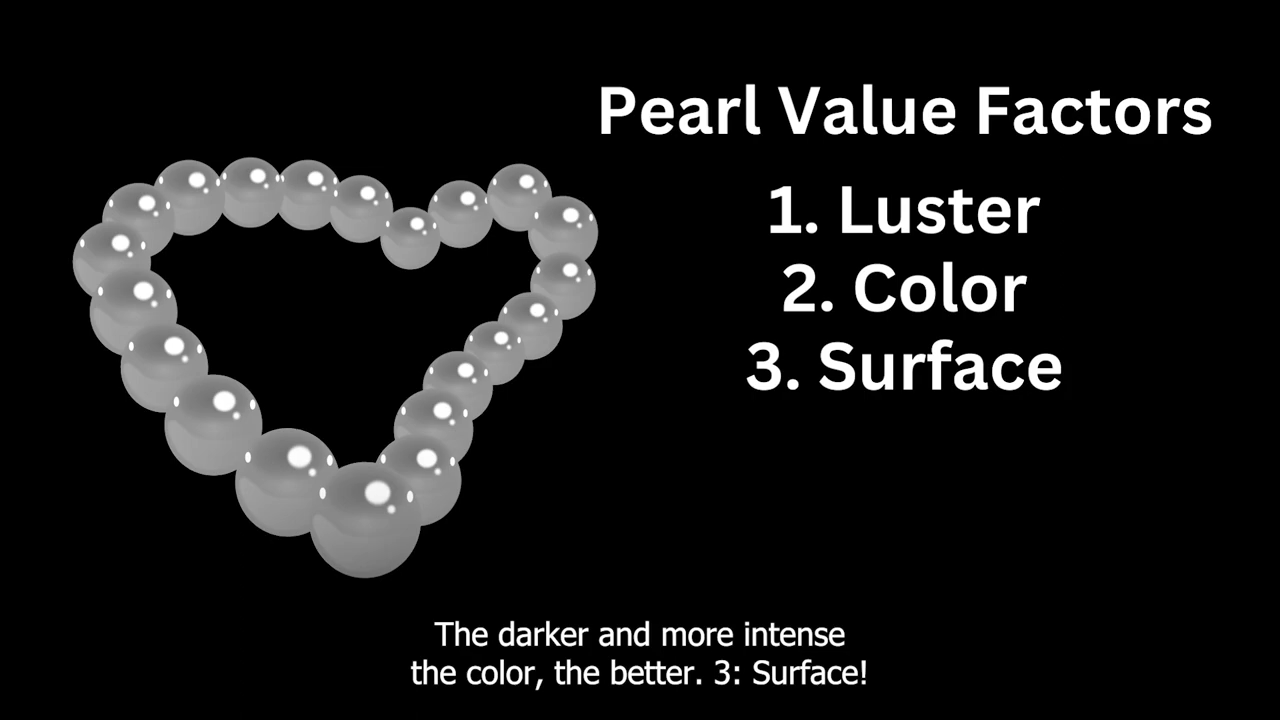 Pearl Value Factors
1. Luster
2. Color
3. Surface
The darker and more intense
the color, the better. 3: Surface!